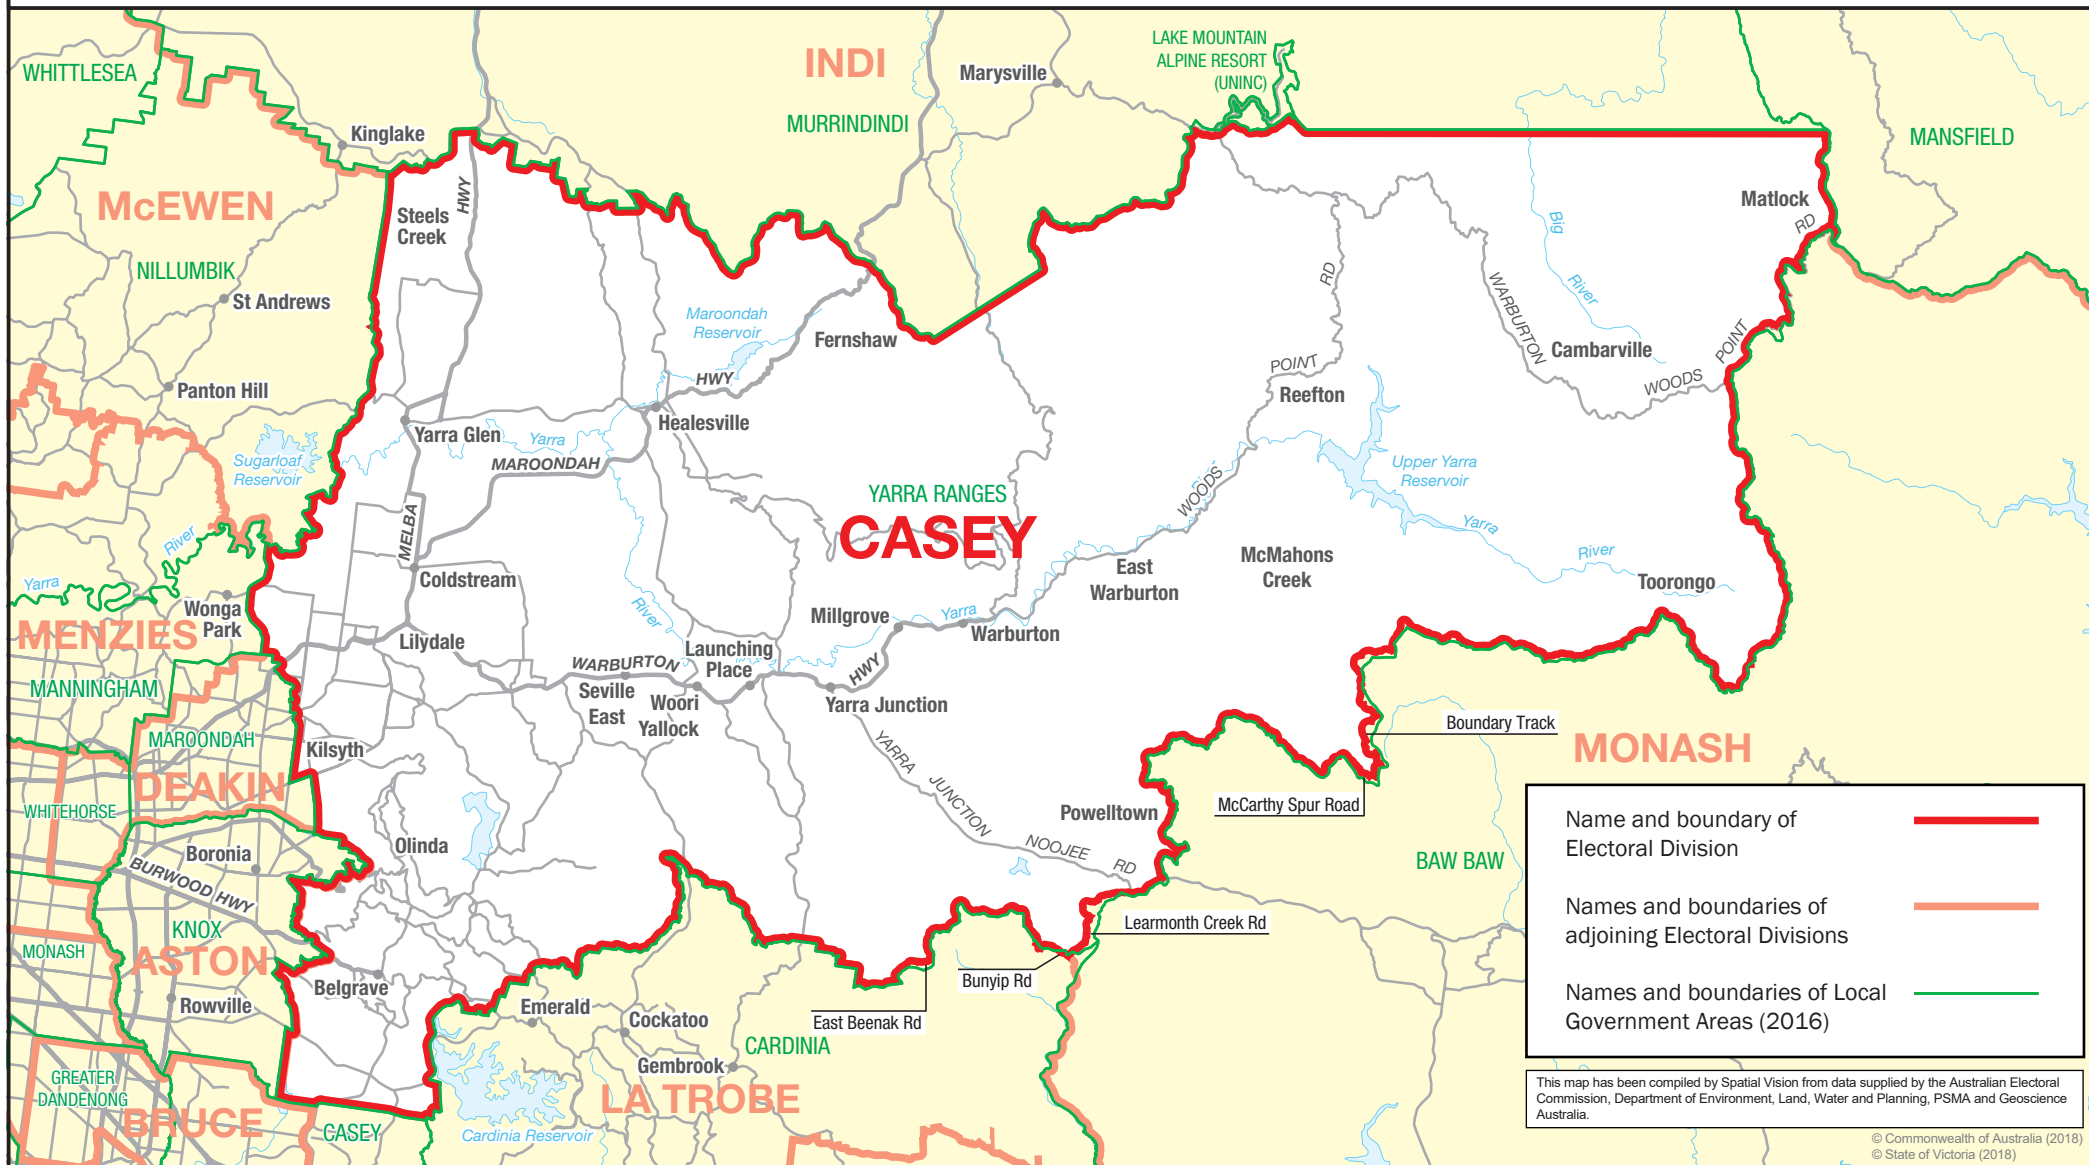 WHITTLESEA
INDI
Marysville
LAKE MOUNTAIN
ALPINE RESORT
(UNINC)
MURRINDINDI
MANSFIELD
Kinglake
McEWEN
Steels
Creek
HWY
Matlock
RD
NILLUMBIK
St Andrews
Maroondah
Reservoir
Fernshaw
RD
WARBURTON
Big
River
Cambarville
POINT
WOODS
Panton Hill
HWY
POINT
Reefton
Healesville
Yarra Glen
Yarra
MAROONDAH
Sugarloaf
Reservoir
Upper Yarra
Reservoir
YARRA RANGES
CASEY
WOODS
River
Yarra
River
MELBA
River
Yarra
Coldstream
East
Warburton
McMahons
Creek
Toorongo
Wonga
Park
MENZIES
Lilydale
River
Millgrove
Yarra
Warburton
Launching
Place
WARBURTON
HWY
MANNINGHAM
Seville
East
Woori
Yallock
Yarra Junction
Boundary Track
MONASH
MAROONDAH
Kilsyth
YARRA
JUNCTION
NOOJEE
RD
DEAKIN
WHITEHORSE
McCarthy Spur Road
Powelltown
Olinda
Boronia
BURWOOD HWY
BAW BAW
KNOX
Learmonth Creek Rd
MONASH
ASTON
Belgrave
Bunyip Rd
Rowville
Emerald
Cockatoo
East Beenak Rd
CARDINIA
Gembrook
GREATER
DANDENONG
LA TROBE
BRUCE
CASEY
Cardinia Reservoir
Name and boundary of
Electoral Division
Names and boundaries of
adjoining Electoral Divisions
Names and boundaries of Local
Government Areas (2016)
This map has been compiled by Spatial Vision from data supplied by the Australian Electoral
Commission, Department of Environment, Land, Water and Planning, PSMA and Geoscience
Australia.
© Commonwealth of Australia (2018)
© State of Victoria (2018)